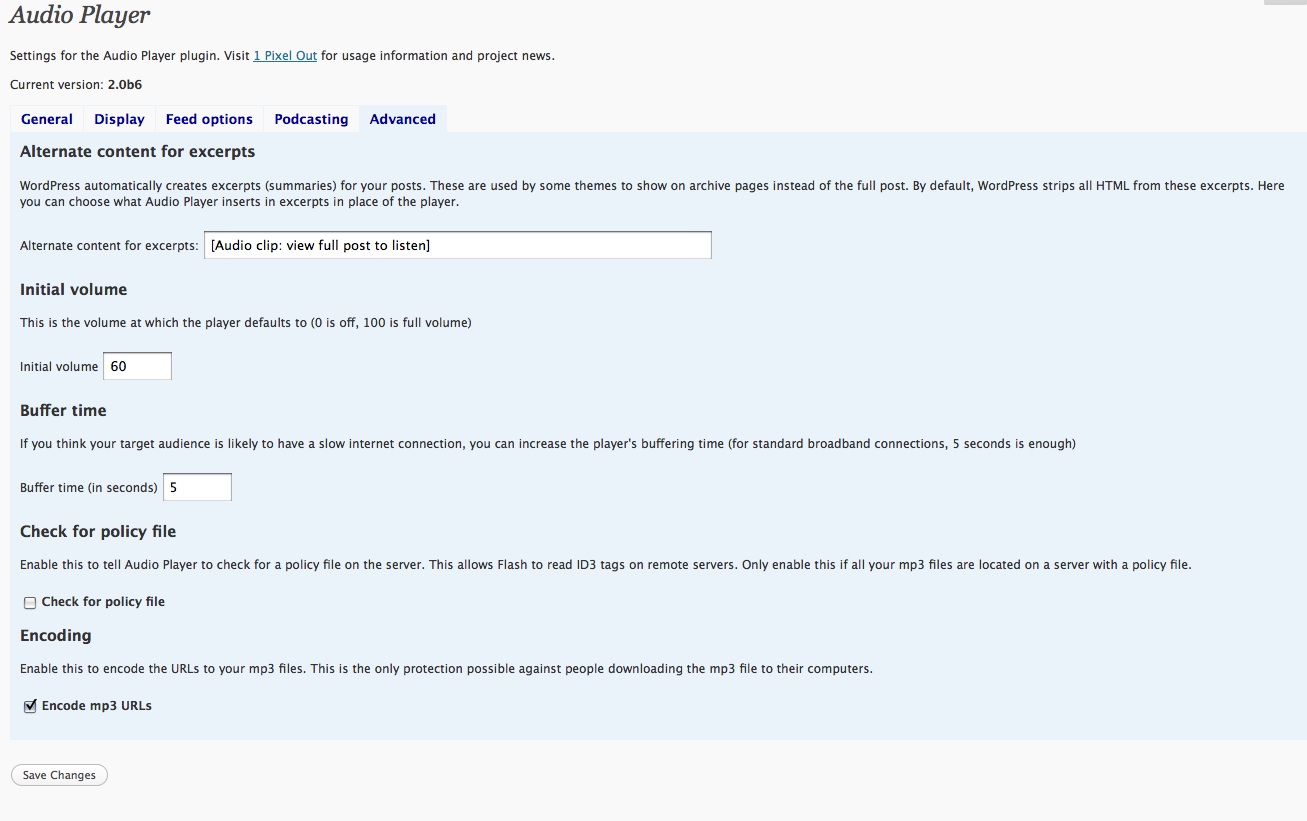 Audio Player
Settings for the Audio Player plugin. Visit 1 Pixel Out for usage information and project news.
Current version: 2.0b6
General Display Feed options Podcasting Advanced
Alternate content for excerpts
WordPress automatically creates excerpts (summaries) for your posts. These are used by some themes to show on archive pages instead of the full post. By default, WordPress strips all HTML from these excerpts. Here
you can choose what Audio Player inserts in excerpts in place of the player.
Alternate content for excerpts: [Audio clip: view full post to listen]
Initial volume
This is the volume at which the player defaults to (0 is off, 100 is full volume)
Initial volume 60
Buffer time
If you think your target audience is likely to have a slow internet connection, you can increase the player's buffering time (for standard broadband connections, 5 seconds is enough)
Buffer time (in seconds) 5
Check for policy file
Enable this to tell Audio Player to check for a policy file on the server. This allows Flash to read ID3 tags on remote servers. Only enable this if all your mp3 files are located on a server with a policy file.
Check for policy file
Encoding
Enable this to encode the URLs to your mp3 files. This is the only protection possible against people downloading the mp3 file to their computers.
Encode mp3 URLs
Save Changes